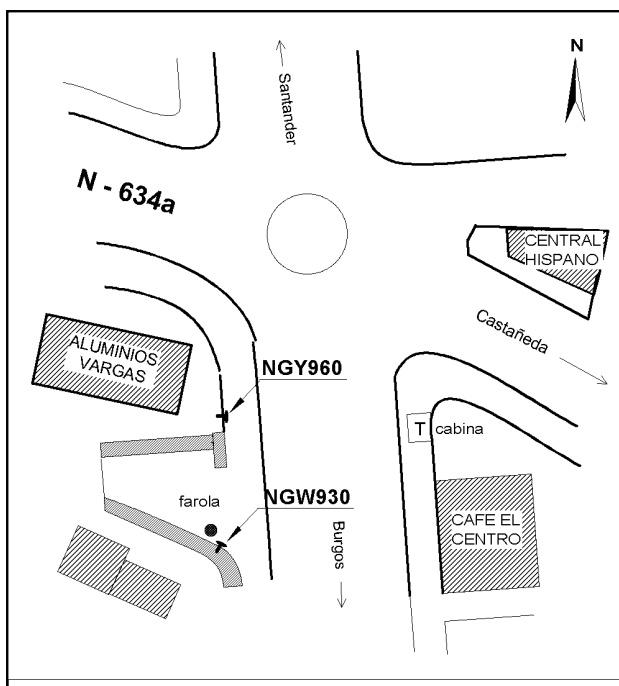 N
Santander
N - 634a
CENTRAL
HISPANO
Castañeda
ALUMINIOS
VARGAS
NGY960
T cabina
farola
NGW930
Burgos
CAFE EL
CENTRO